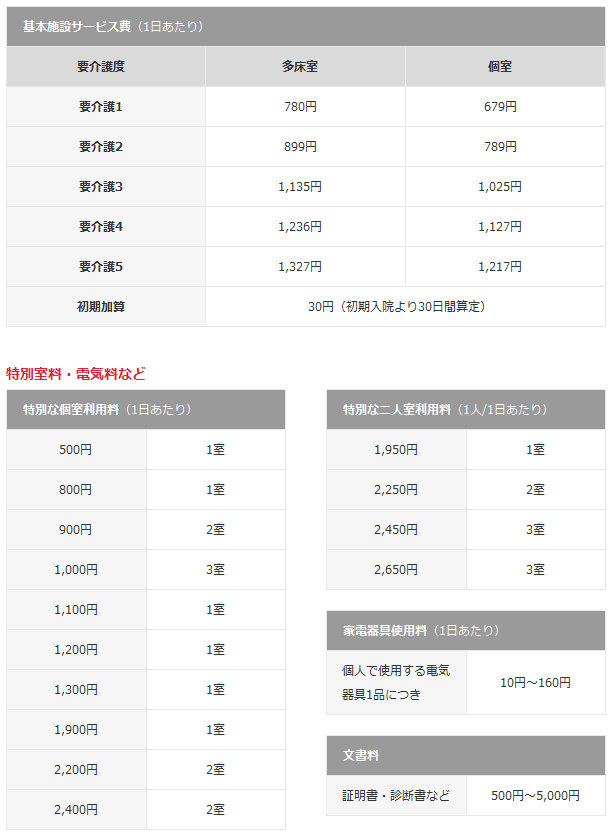 基本施設サービス費（1日あたり）
要介護度 多床室 個室
要介護1 780円 679円
要介護2 899円 789円
要介護3 1,135円 1,025円
要介護4 1,236円 1,127円
要介護5 1,327円 1,217円
初期加算 30円（初期入院より30日間算定）
特別室料・電気料など
特別な個室利用料（1日あたり）
500円 1室
800円 1室
900円 2室
1,000円 3室
1,100円 1室
1,200円 1室
1,300円 1室
1,900円 1室
2,200円 2室
2,400円 2室
特別な二人室利用料（1人/1日あたり）
1,950円 1室
2,250円 2室
2,450円 3室
2,650円 3室
家電器具使用料（1日あたり）
個人で使用する電気
器具1品につき 10円～160円
文書料
証明書・診断書など 500円～5,000円